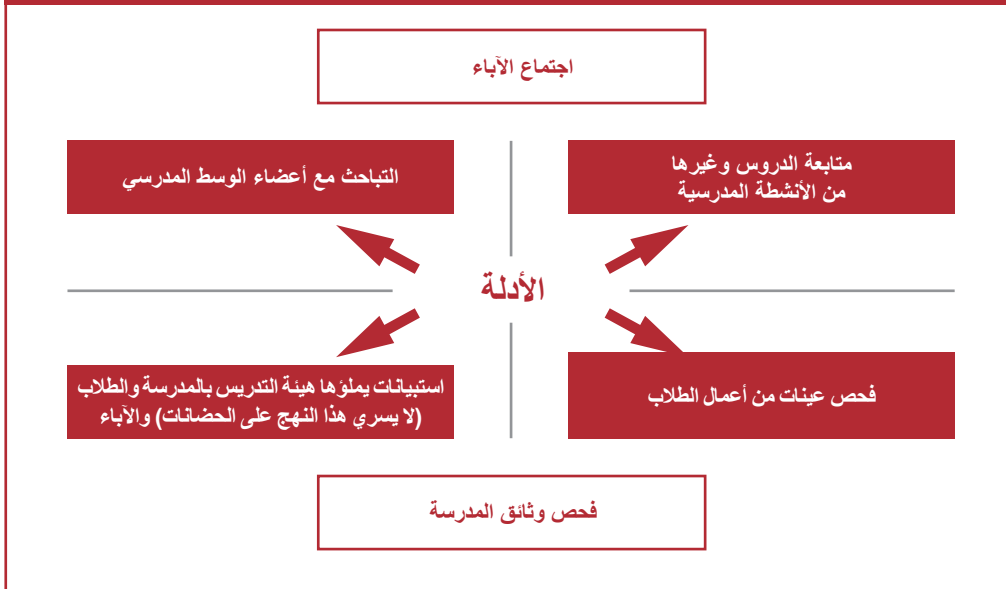 اجتماع الآباء
متابعة الدروس وغيرها
من الأنشطة المدرسية
التباحث مع أعضاء الوسط المدرسي
الأدلة
فحص عينات من أعمال الطلاب
استبيانات يملؤها هيئة التدريس بالمدرسة والطلاب
(لا يسري هذا النهج على الحضانات) والآباء
فحص وثائق المدرسة